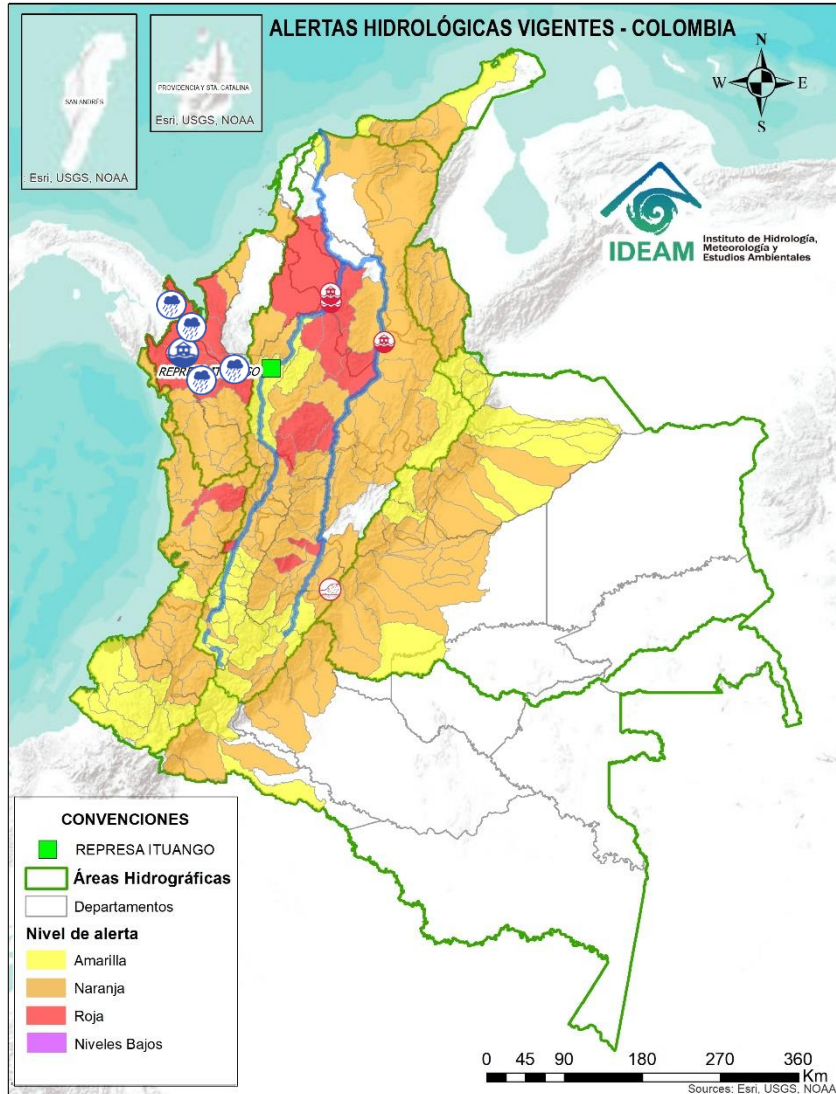 ALERTAS HIDROLÓGICAS VIGENTES - COLOMBIA
SAN ANDRÉS
Esri, USGS, NOAA
PROVIDENCIA Y STA. CATALINA
Esri, USGS, NOAA
N
W
E
S
IDEAM
Instituto de Hidrología,
Meteorología y
Estudios Ambientales
CONVENCIONES
REPRESA ITUANGO
Áreas Hidrográficas
Departamentos
Nivel de alerta
Amarilla
Naranja
Roja
Niveles Bajos
0 45 90 180 270 360
Km
Sources: Esri, USGS, NOAA